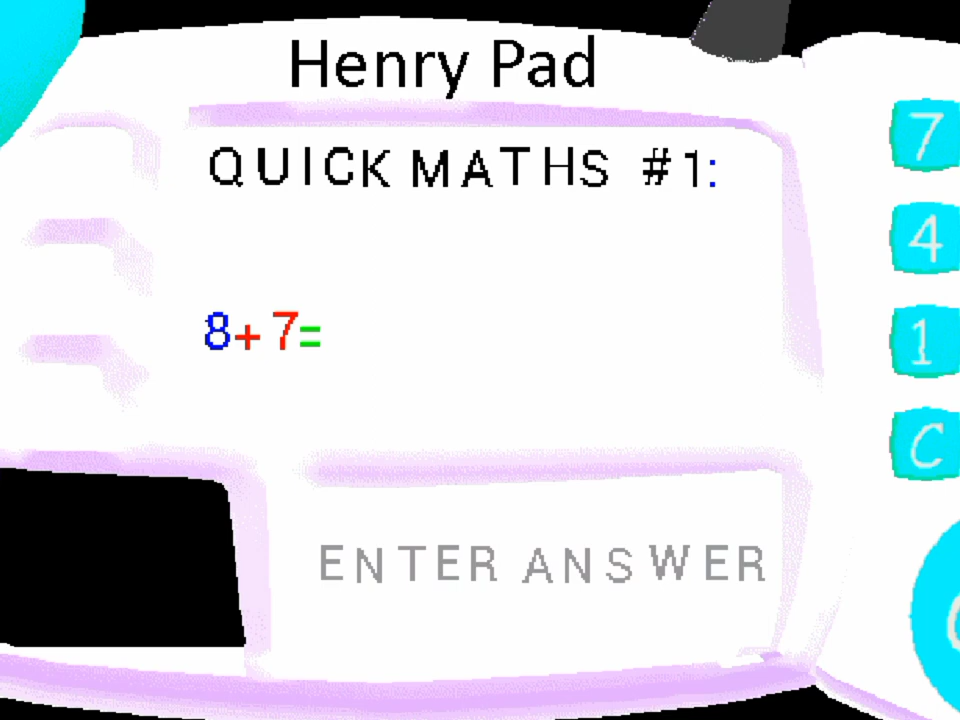 Henry Pad
QUICK MATHS #1:
8+7=
ENTER ANSWER
7
4
1
C